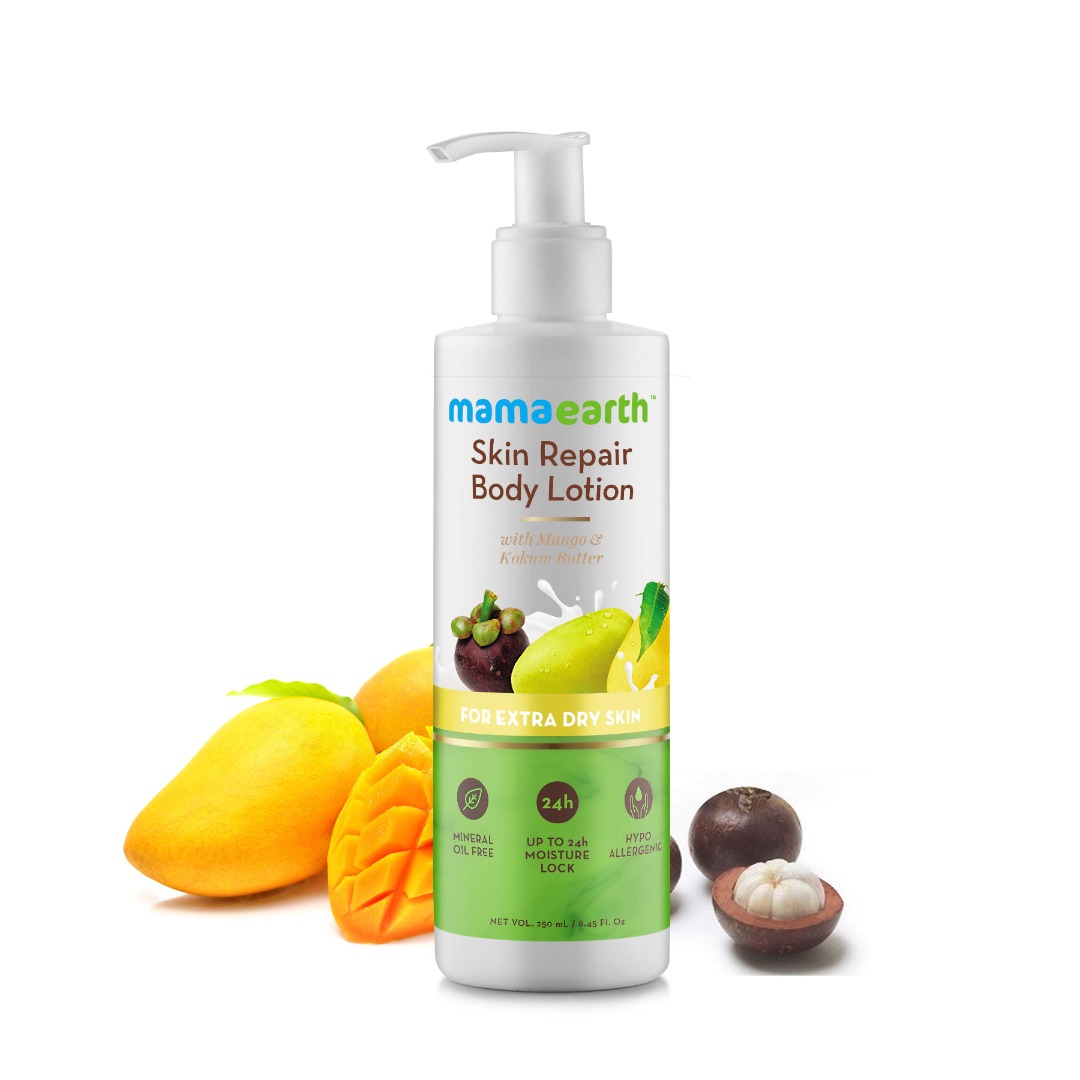 mamaearth™
Skin Repair
Body Lotion
with Mango &
Kokum Butter
FOR EXTRA DRY SKIN
24h
MINERAL
OIL FREE
UP TO 24h
MOISTURE
LOCK
HYPO
ALLERGENIC
NET VOL. 250 mL / 8.45 Fl. Oz